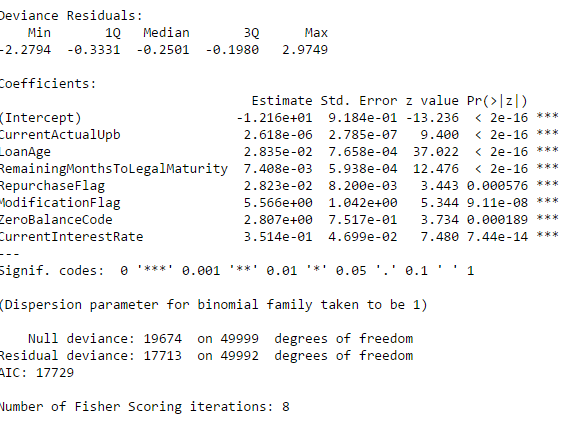 Deviance Residuals:
Min 1Q Median 3Q Max
-2.2794 -0.3331 -0.2501 -0.1980 2.9749
Coefficients:
Estimate Std. Error z value Pr(>|z|)
(Intercept) -1.216e+01 9.184e-01 -13.236 < 2e-16 ***
CurrentActualUpb 2.618e-06 2.785e-07 9.400 < 2e-16 ***
LoanAge 2.835e-02 7.658e-04 37.022 < 2e-16 ***
RemainingMonthsToLegalMaturity 7.408e-03 5.938e-04 12.476 < 2e-16 ***
RepurchaseFlag 2.823e-02 8.200e-03 3.443 0.000576 ***
ModificationFlag 5.566e+00 1.042e+00 5.344 9.11e-08 ***
ZeroBalanceCode 2.807e+00 7.517e-01 3.734 0.000189 ***
CurrentInterestRate 3.514e-01 4.699e-02 7.480 7.44e-14 ***
---
Signif. codes: 0 '***' 0.001 '**' 0.01 '*' 0.05 '.' 0.1 ' ' 1
(Dispersion parameter for binomial family taken to be 1)
Null deviance: 19674 on 49999 degrees of freedom
Residual deviance: 17713 on 49992 degrees of freedom
AIC: 17729
Number of Fisher Scoring iterations: 8